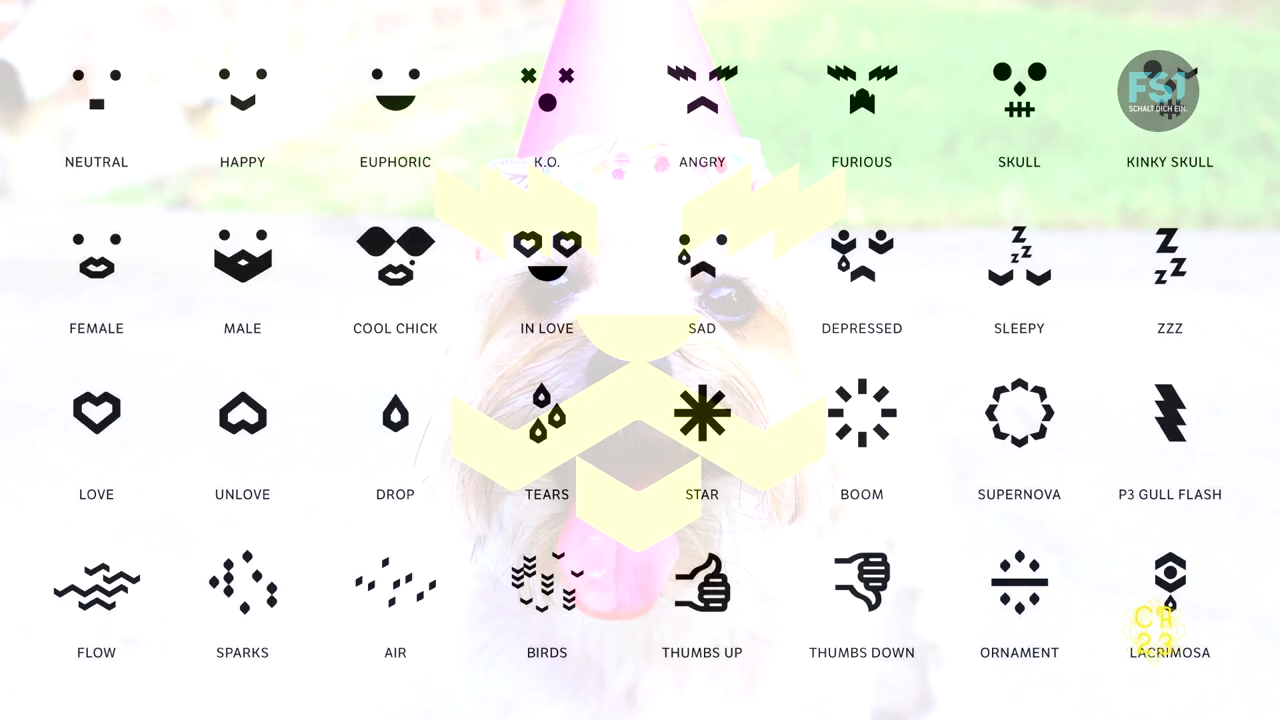 FS1
SCHALT DICH EIN.
NEUTRAL
HAPPY
EUPHORIC
K.O.
ANGRY
FURIOUS
SKULL
KINKY SKULL
Z
Z
Z
Z
Z
Z
FEMALE
MALE
COOL CHICK
IN LOVE
SAD
DEPRESSED
SLEEPY
ZZZ
LOVE
UNLOVE
DROP
TEARS
STAR
BOOM
SUPERNOVA
P3 GULL FLASH
CR
23
FLOW
SPARKS
AIR
BIRDS
THUMBS UP
THUMBS DOWN
ORNAMENT
LACRIMOSA